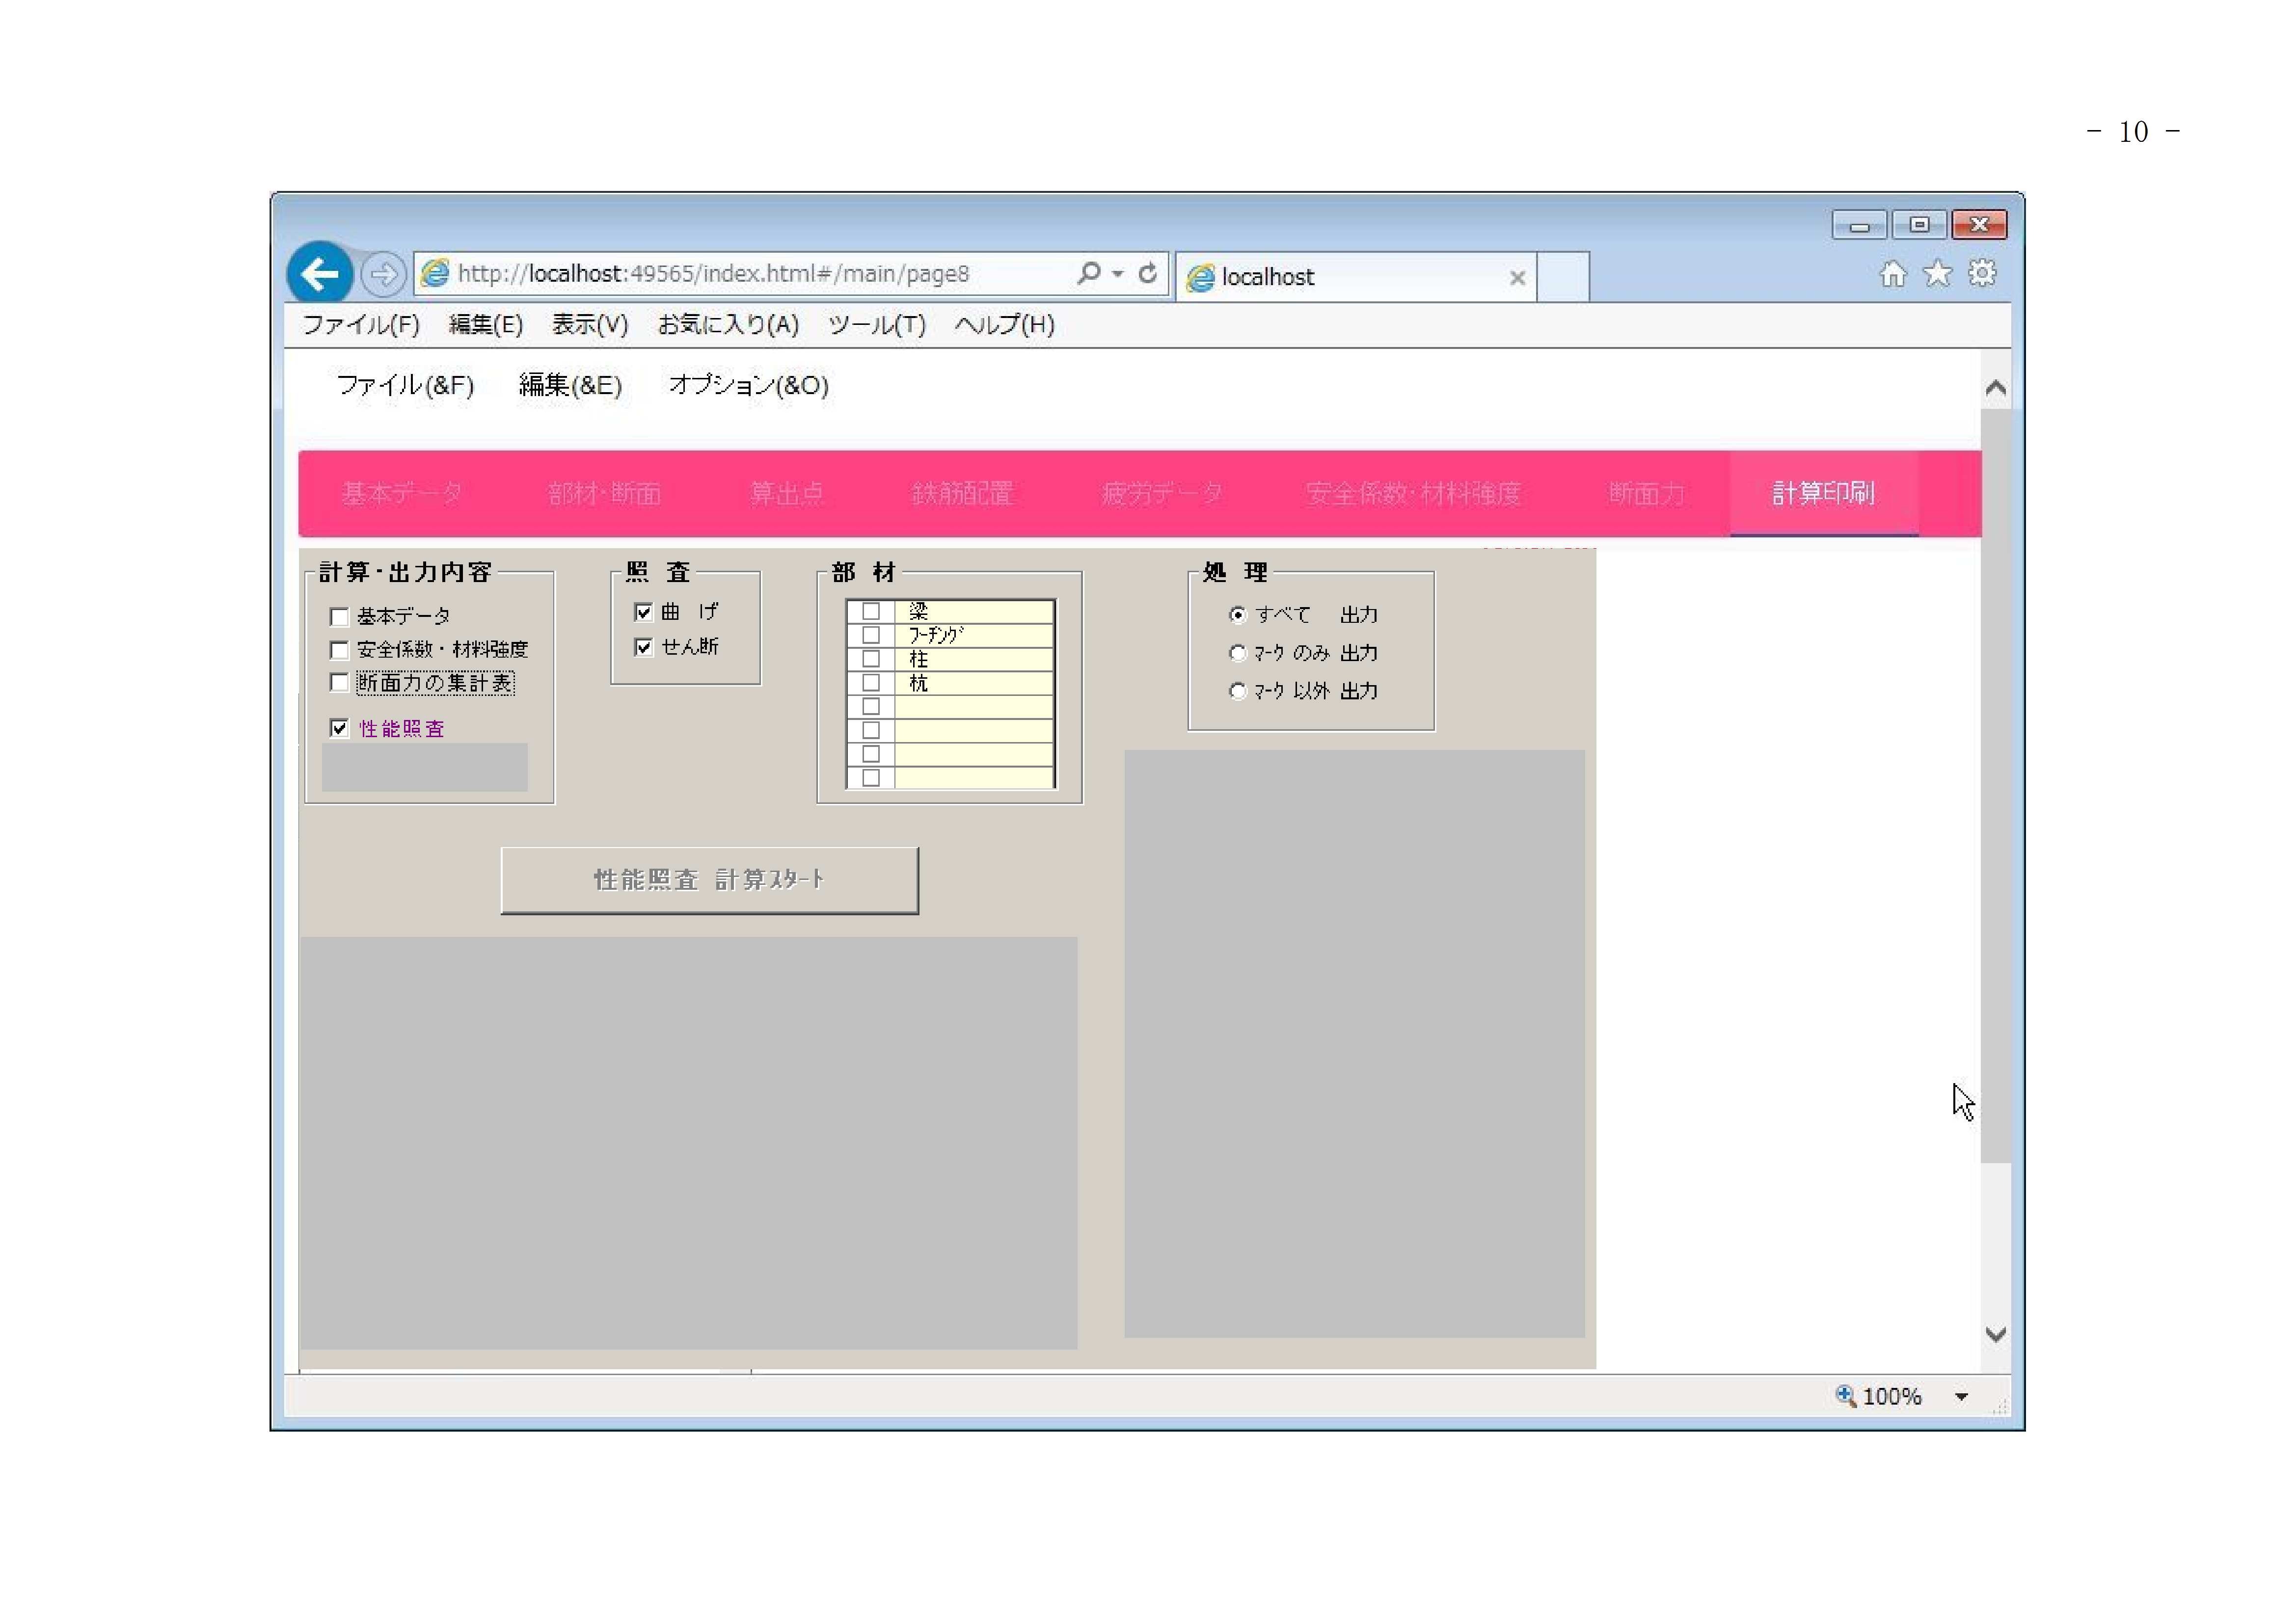 - 10 -
http://localhost:49565/index.html#/main/page8
localhost
ファイル(F) 編集(E) 表示(V) お気に入り(A) ツール(T) ヘルプ(H)
ファイル(&F) 編集(&E) オプション(&O)
基本データ 部材・断面 算出点 鉄筋配置 疲労データ 安全係数・材料強度 断面力 計算印刷
計算・出力内容
基本データ
安全係数・材料強度
断面力の集計表
性能照査
照 査
曲 げ
せん断
部 材
梁
ﾌｰﾁﾝｸﾞ
柱
杭
処 理
すべて 出力
ﾏｰｸ のみ 出力
ﾏｰｸ 以外 出力
性能照査 計算ｽﾀｰﾄ
100%